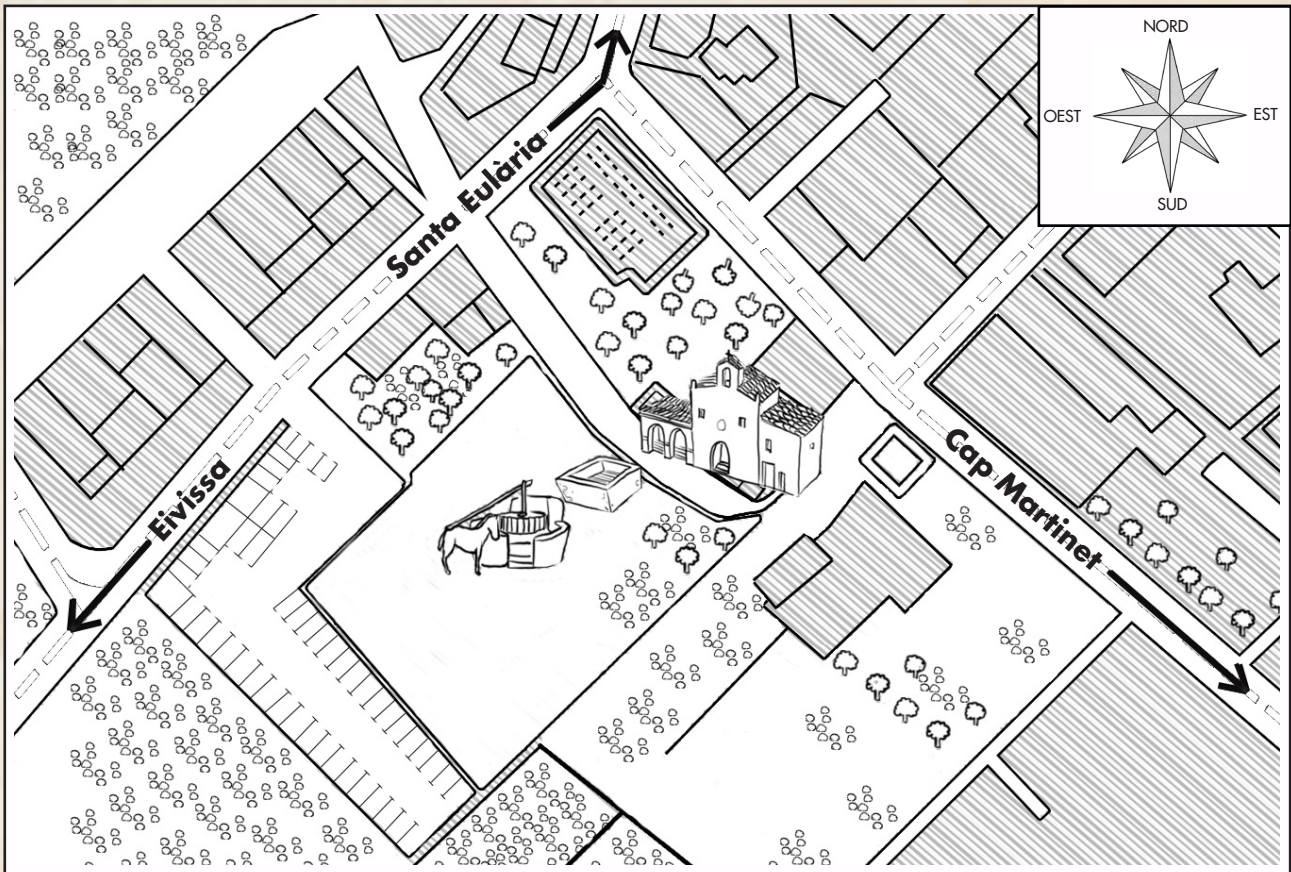 NORD
OEST
EST
SUD
Santa Eulària
Eivissa
Cap Martinet